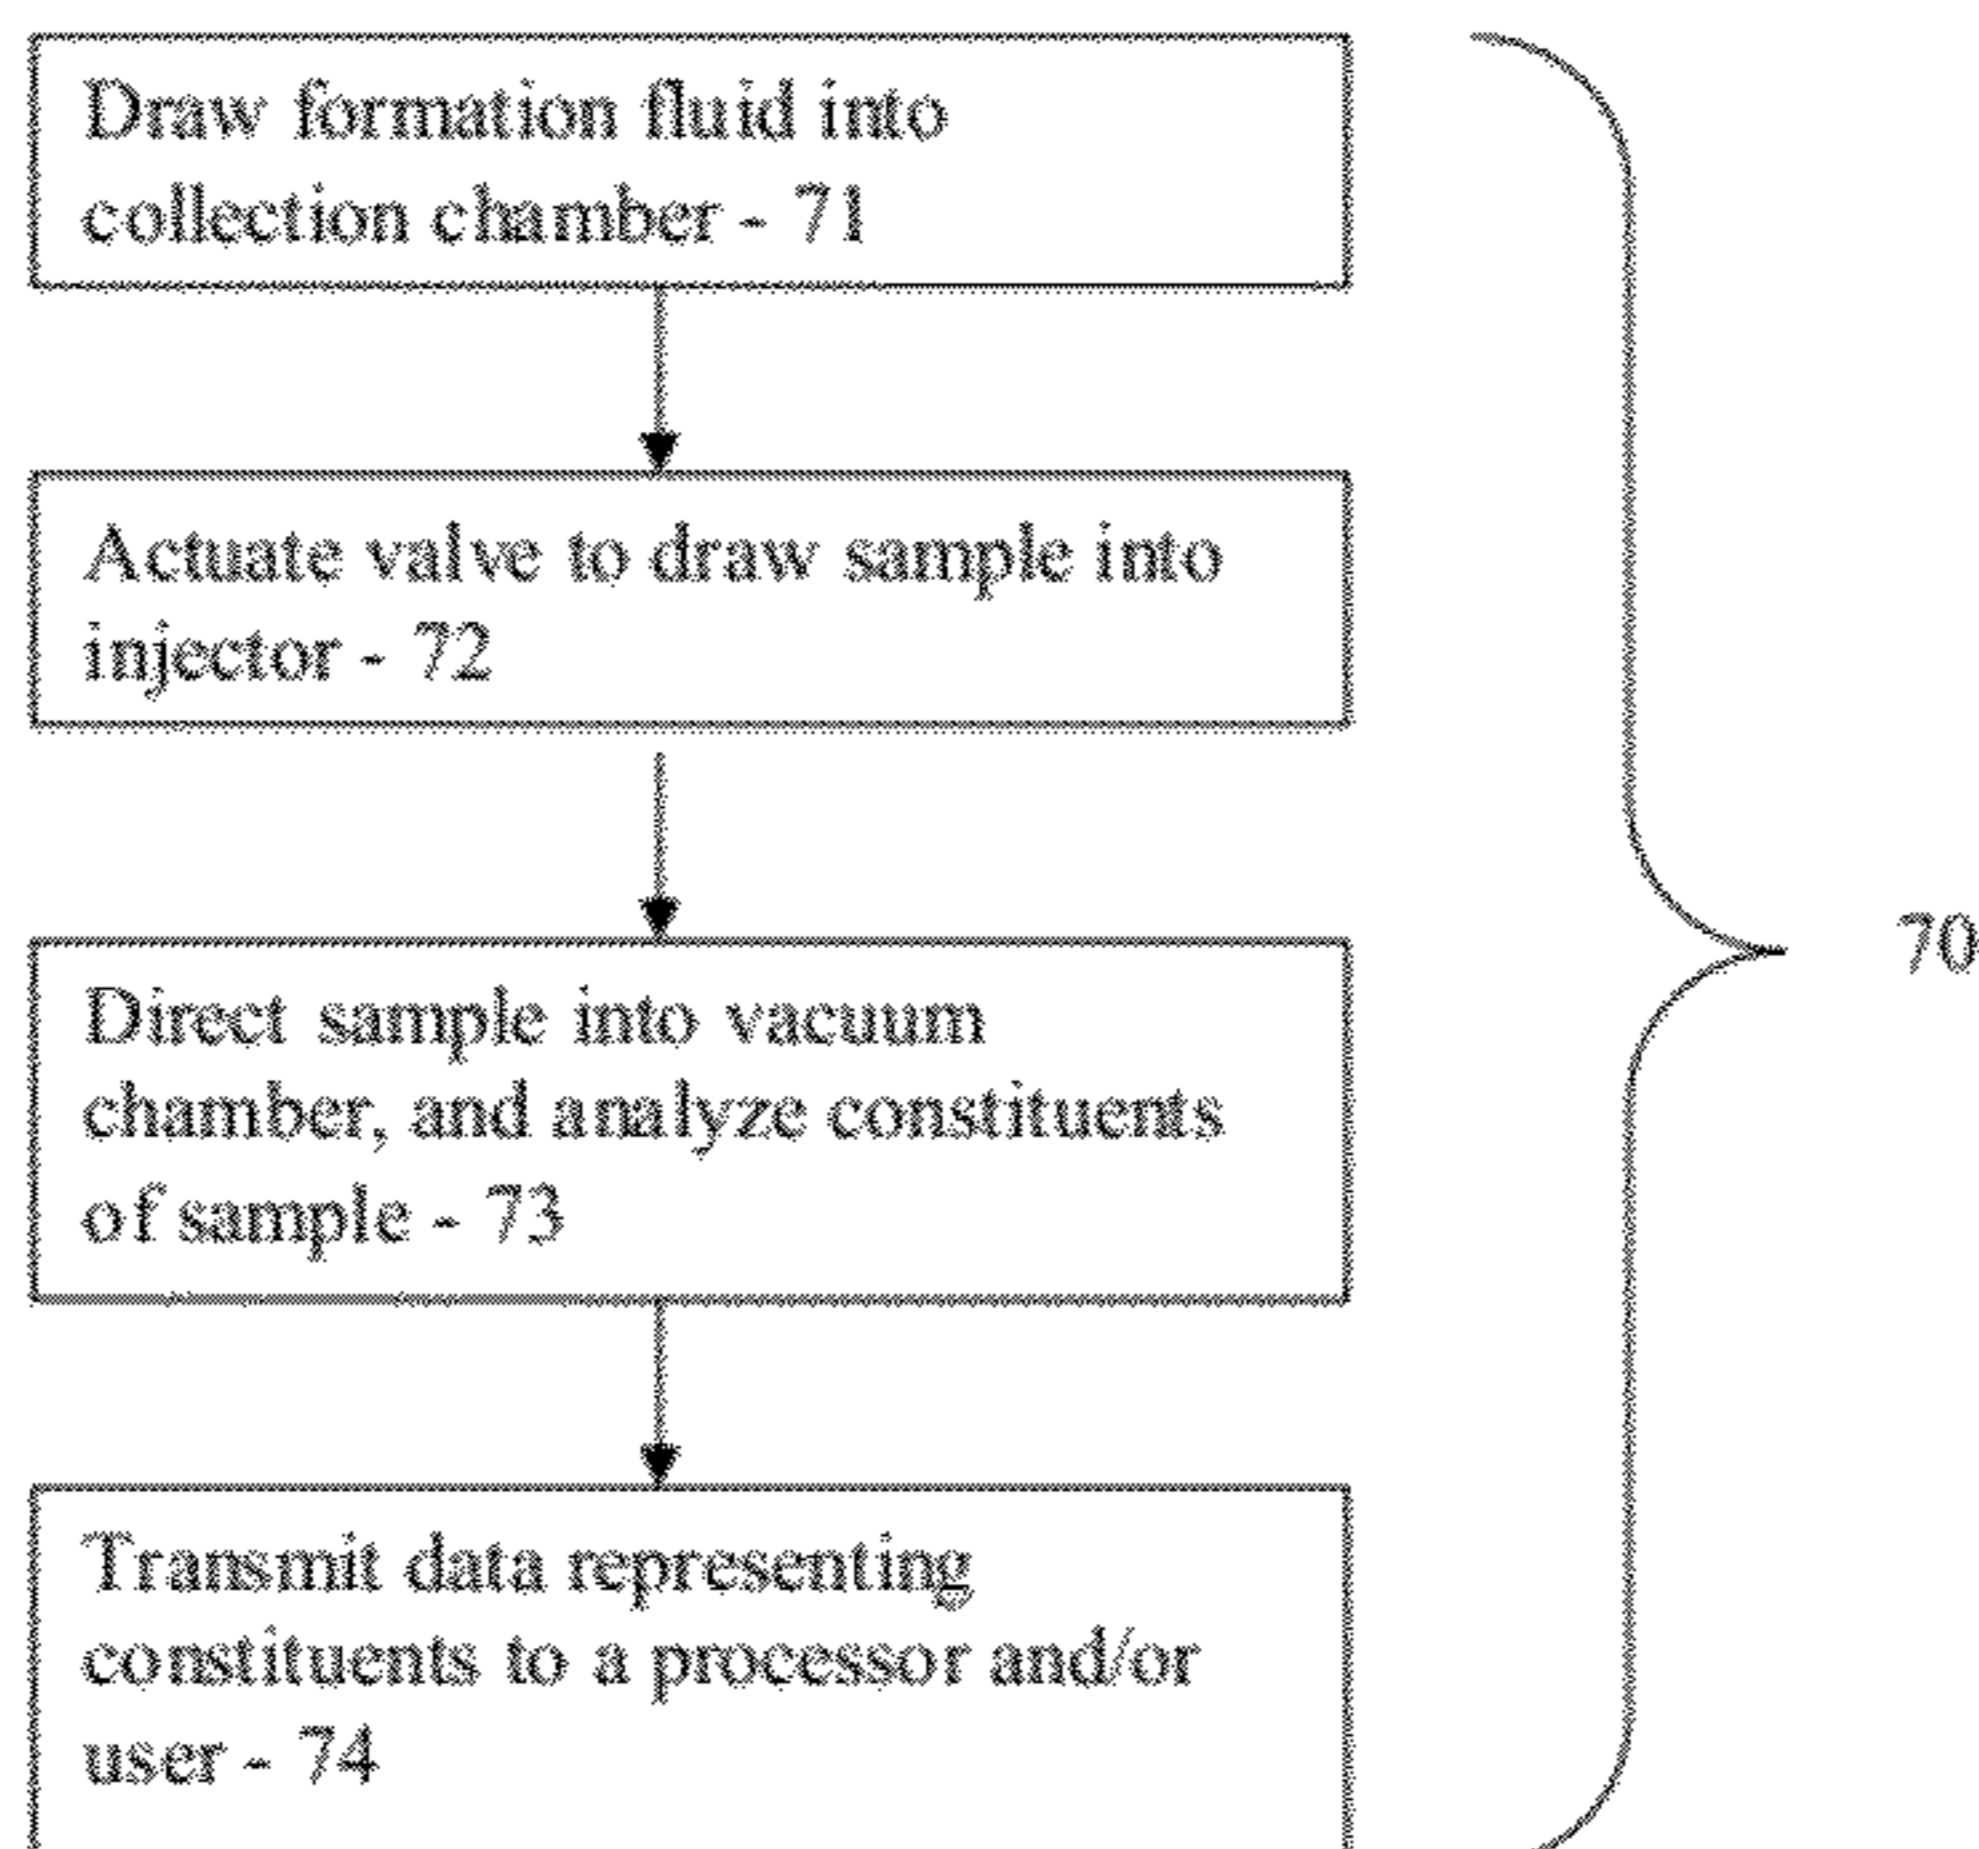 Draw formation fluid into
collection chamber - 71
Actuate valve to draw sample into
injector - 72
Direct sample into vacuum
chamber, and analyze constituents
of sample - 73
70
Transmit data representing
constituents to a processor and/or
user - 74